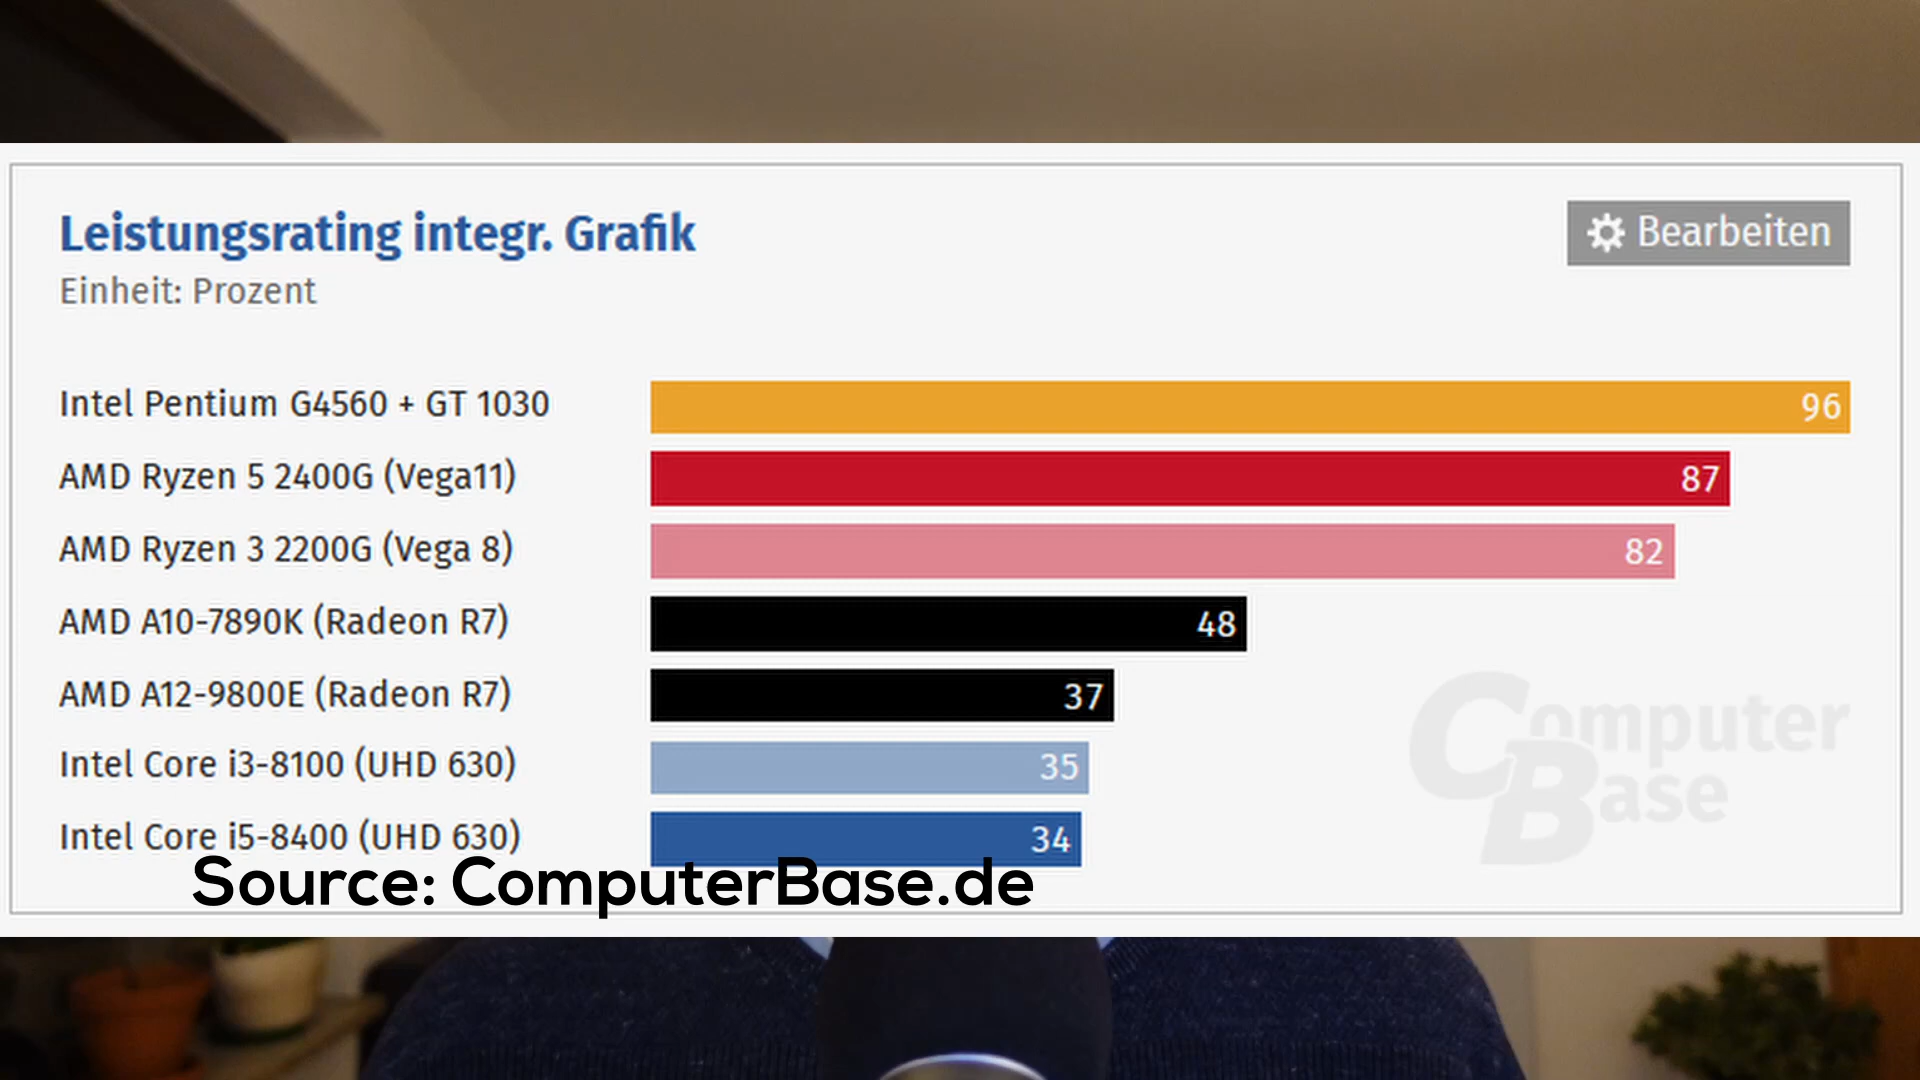 Leistungsrating integr. Grafik
Bearbeiten
Einheit: Prozent
Intel Pentium G4560 + GT 1030 96
AMD Ryzen 5 2400G (Vega11) 87
AMD Ryzen 3 2200G (Vega 8) 82
AMD A10-7890K (Radeon R7) 48
AMD A12-9800E (Radeon R7) 37
Intel Core i3-8100 (UHD 630) 35
Intel Core i5-8400 (UHD 630) 34
Computer
Base
Source: ComputerBase.de